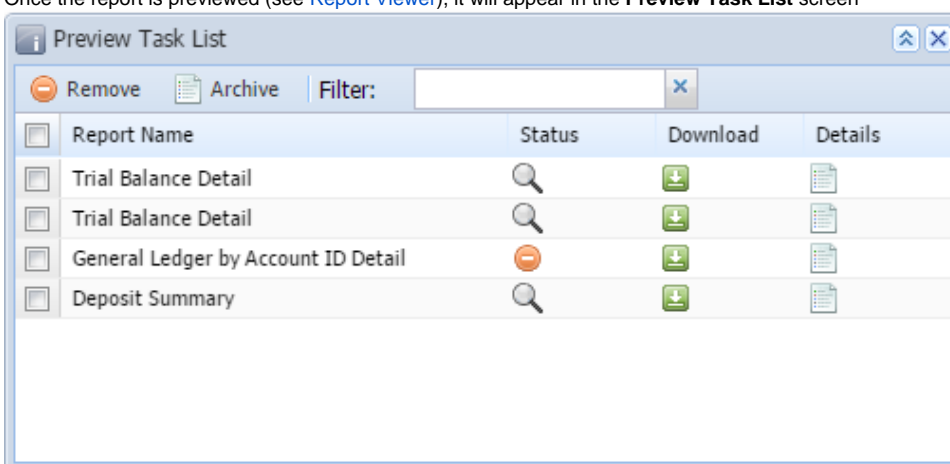 Once the report is previewed (see Report Viewer), it will appear in the Preview Task List screen
Preview Task List
Remove Archive Filter:
Report Name Status Download Details
Trial Balance Detail
Trial Balance Detail
General Ledger by Account ID Detail
Deposit Summary